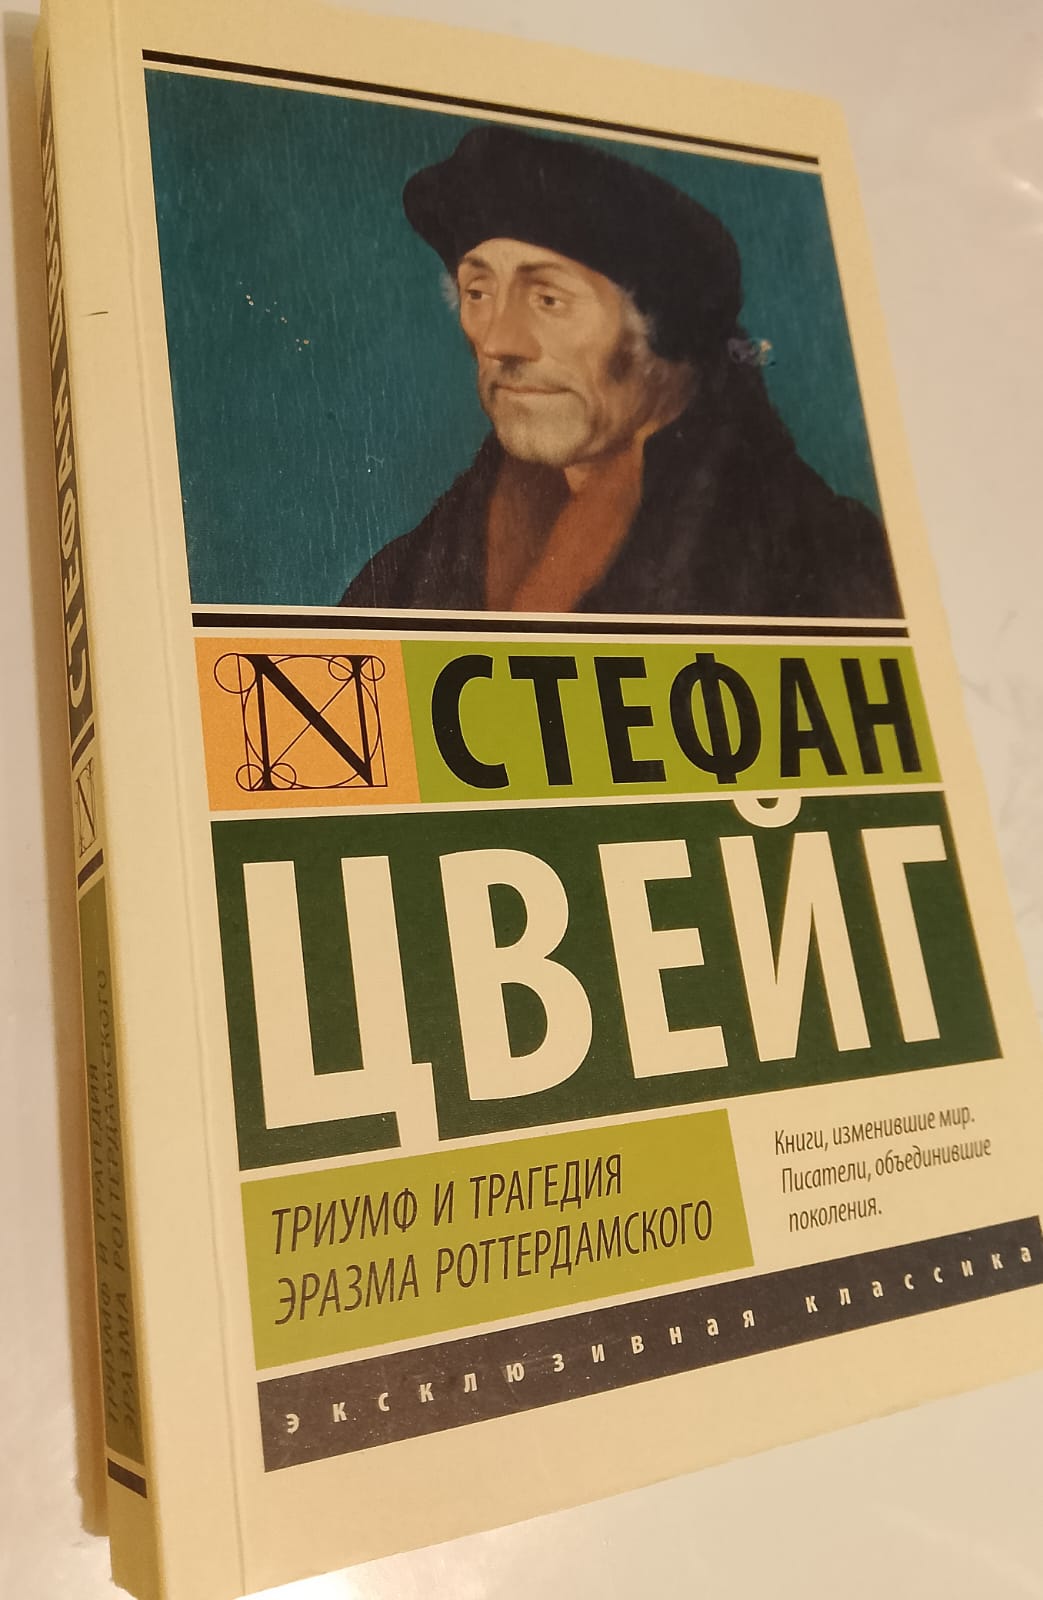 СТЕФАН
ЦВЕЙГ
ТРИУМФ И ТРАГЕДИЯ
ЭРАЗМА РОТТЕРДАМСКОГО
Книги, изменившие мир.
Писатели, объединившие
поколения.
эксклюзивная классика
СТЕФАН ЦВЕЙГ
ТРИУМФ И ТРАГЕДИЯ
ЭРАЗМА РОТТЕРДАМСКОГО